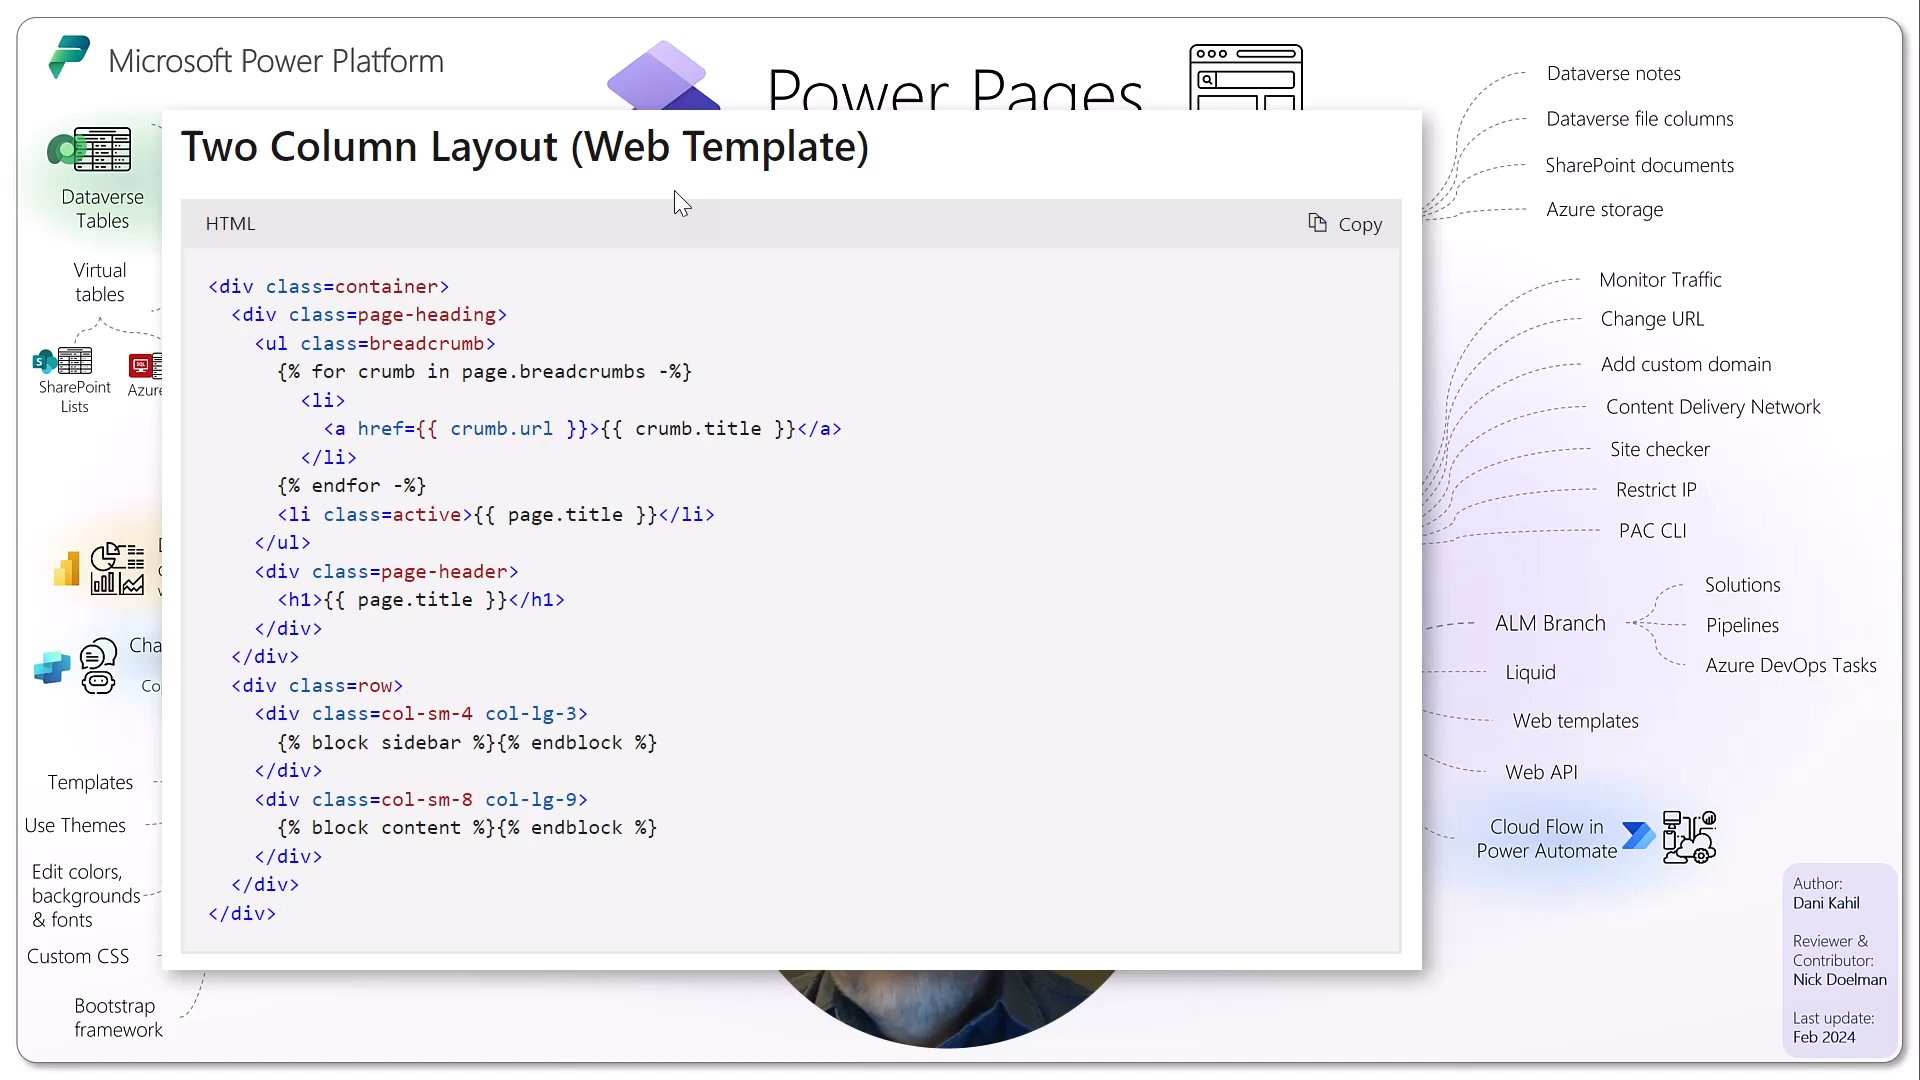 Microsoft Power Platform
Power Pages
Dataverse
Tables
Virtual
tables
SharePoint
Lists
Azure
Cha
Co
Templates
Use Themes
Edit colors,
backgrounds
& fonts
Custom CSS
Bootstrap
framework
Two Column Layout (Web Template)
HTML
Copy
<div class=container>
  <div class=page-heading>
    <ul class=breadcrumb>
      {% for crumb in page.breadcrumbs -%}
        <li>
          <a href={{ crumb.url }}>{{ crumb.title }}</a>
        </li>
      {% endfor -%}
      <li class=active>{{ page.title }}</li>
    </ul>
    <div class=page-header>
      <h1>{{ page.title }}</h1>
    </div>
  </div>
  <div class=row>
    <div class=col-sm-4 col-lg-3>
      {% block sidebar %}{% endblock %}
    </div>
    <div class=col-sm-8 col-lg-9>
      {% block content %}{% endblock %}
    </div>
  </div>
</div>
Dataverse notes
Dataverse file columns
SharePoint documents
Azure storage
Monitor Traffic
Change URL
Add custom domain
Content Delivery Network
Site checker
Restrict IP
PAC CLI
ALM Branch
Solutions
Pipelines
Azure DevOps Tasks
Liquid
Web templates
Web API
Cloud Flow in
Power Automate
Author:
Dani Kahil
Reviewer &
Contributor:
Nick Doelman
Last update:
Feb 2024